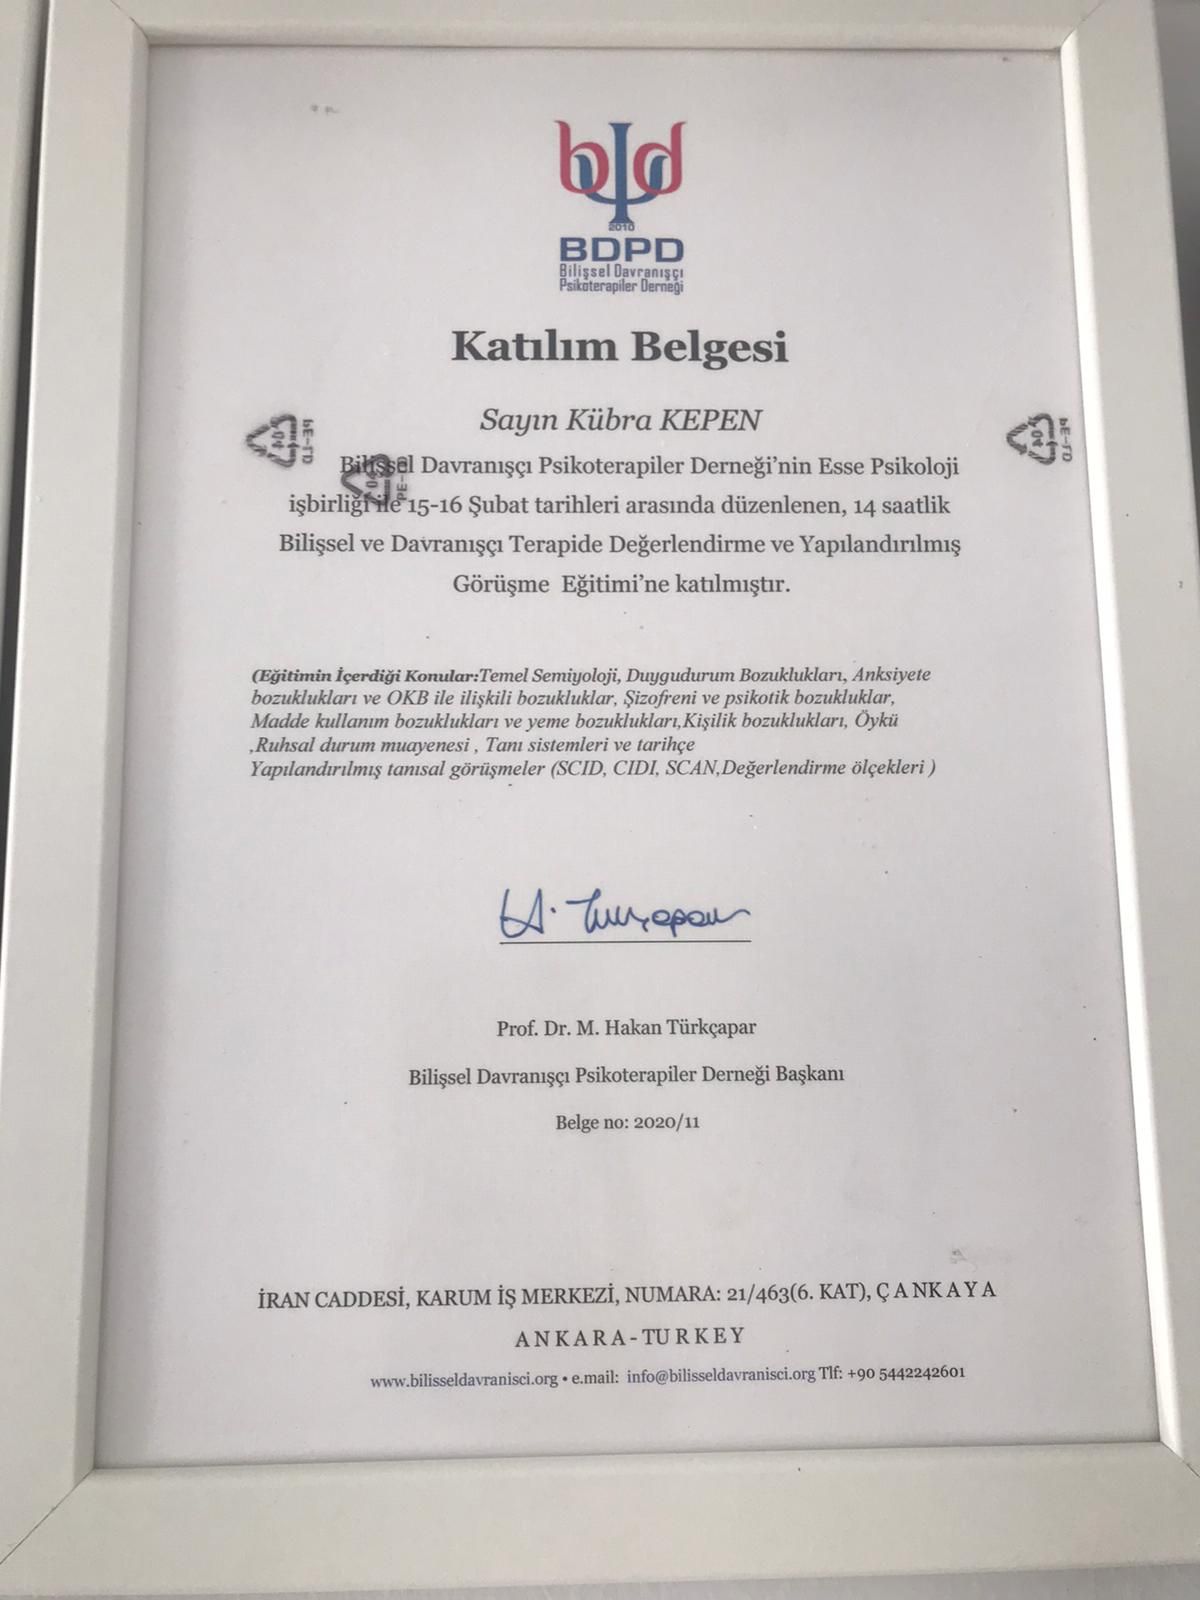 bψd
2010
BDPD
Bilişsel Davranışçı
Psikoterapiler Derneği
Katılım Belgesi
Sayın Kübra KEPEN
Bilişsel Davranışçı Psikoterapiler Derneği’nin Esse Psikoloji
işbirliği ile 15-16 Şubat tarihleri arasında düzenlenen, 14 saatlik
Bilişsel ve Davranışçı Terapide Değerlendirme ve Yapılandırılmış
Görüşme Eğitimi’ne katılmıştır.
(Eğitimin İçerdiği Konular:Temel Semiyoloji, Duygudurum Bozuklukları, Anksiyete
bozuklukları ve OKB ile ilişkili bozukluklar, Şizofreni ve psikotik bozukluklar,
Madde kullanım bozuklukları ve yeme bozuklukları,Kişilik bozuklukları, Öykü
,Ruhsal durum muayenesi , Tanı sistemleri ve tarihçe
Yapılandırılmış tanısal görüşmeler (SCID, CIDI, SCAN,Değerlendirme ölçekleri )
H. Türkçapar
Prof. Dr. M. Hakan Türkçapar
Bilişsel Davranışçı Psikoterapiler Derneği Başkanı
Belge no: 2020/11
İRAN CADDESİ, KARUM İŞ MERKEZİ, NUMARA: 21/463(6. KAT), ÇANKAYA
ANKARA-TURKEY
www.bilisseldavranisci.org • e.mail: info@bilisseldavranisci.org Tlf: +90 5442242601